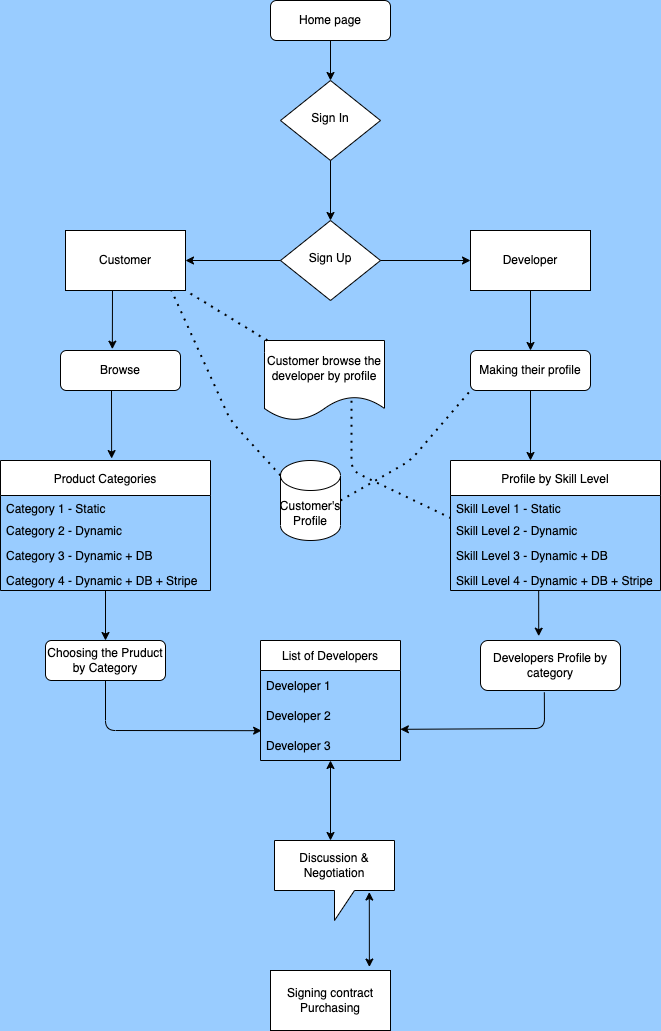 Home page
Sign In
Sign Up
Customer
Developer
Customer browse the
developer by profile
Browse
Making their profile
Product Categories
Category 1 - Static
Category 2 - Dynamic
Category 3 - Dynamic + DB
Category 4 - Dynamic + DB + Stripe
Customer's
Profile
Profile by Skill Level
Skill Level 1 - Static
Skill Level 2 - Dynamic
Skill Level 3 - Dynamic + DB
Skill Level 4 - Dynamic + DB + Stripe
Choosing the Pruduct
by Category
List of Developers
Developer 1
Developer 2
Developer 3
Developers Profile by
category
Discussion &
Negotiation
Signing contract
Purchasing